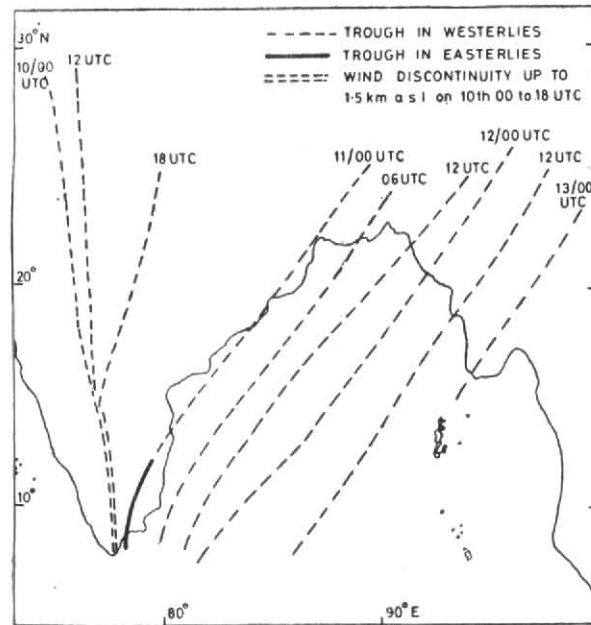 30°N
TROUGH IN WESTERLIES
TROUGH IN EASTERLIES
WIND DISCONTINUITY UP TO
1·5 km a s l on 10th 00 to 18 UTC
10/00
UTC
12 UTC
18 UTC
11/00 UTC
06 UTC
12 UTC
12/00 UTC
12 UTC
13/00
UTC
20°
10°
80°
90°E